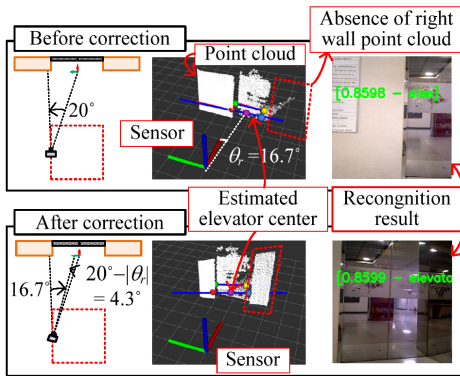 Absence of right
wall point cloud
Before correction
Point cloud
20°
Sensor
θr = 16.7°
[0.8598 -
Estimated
elevator center
Recongnition
result
After correction
16.7°
20°−|θr|
= 4.3°
[0.8599 - elevato
Sensor